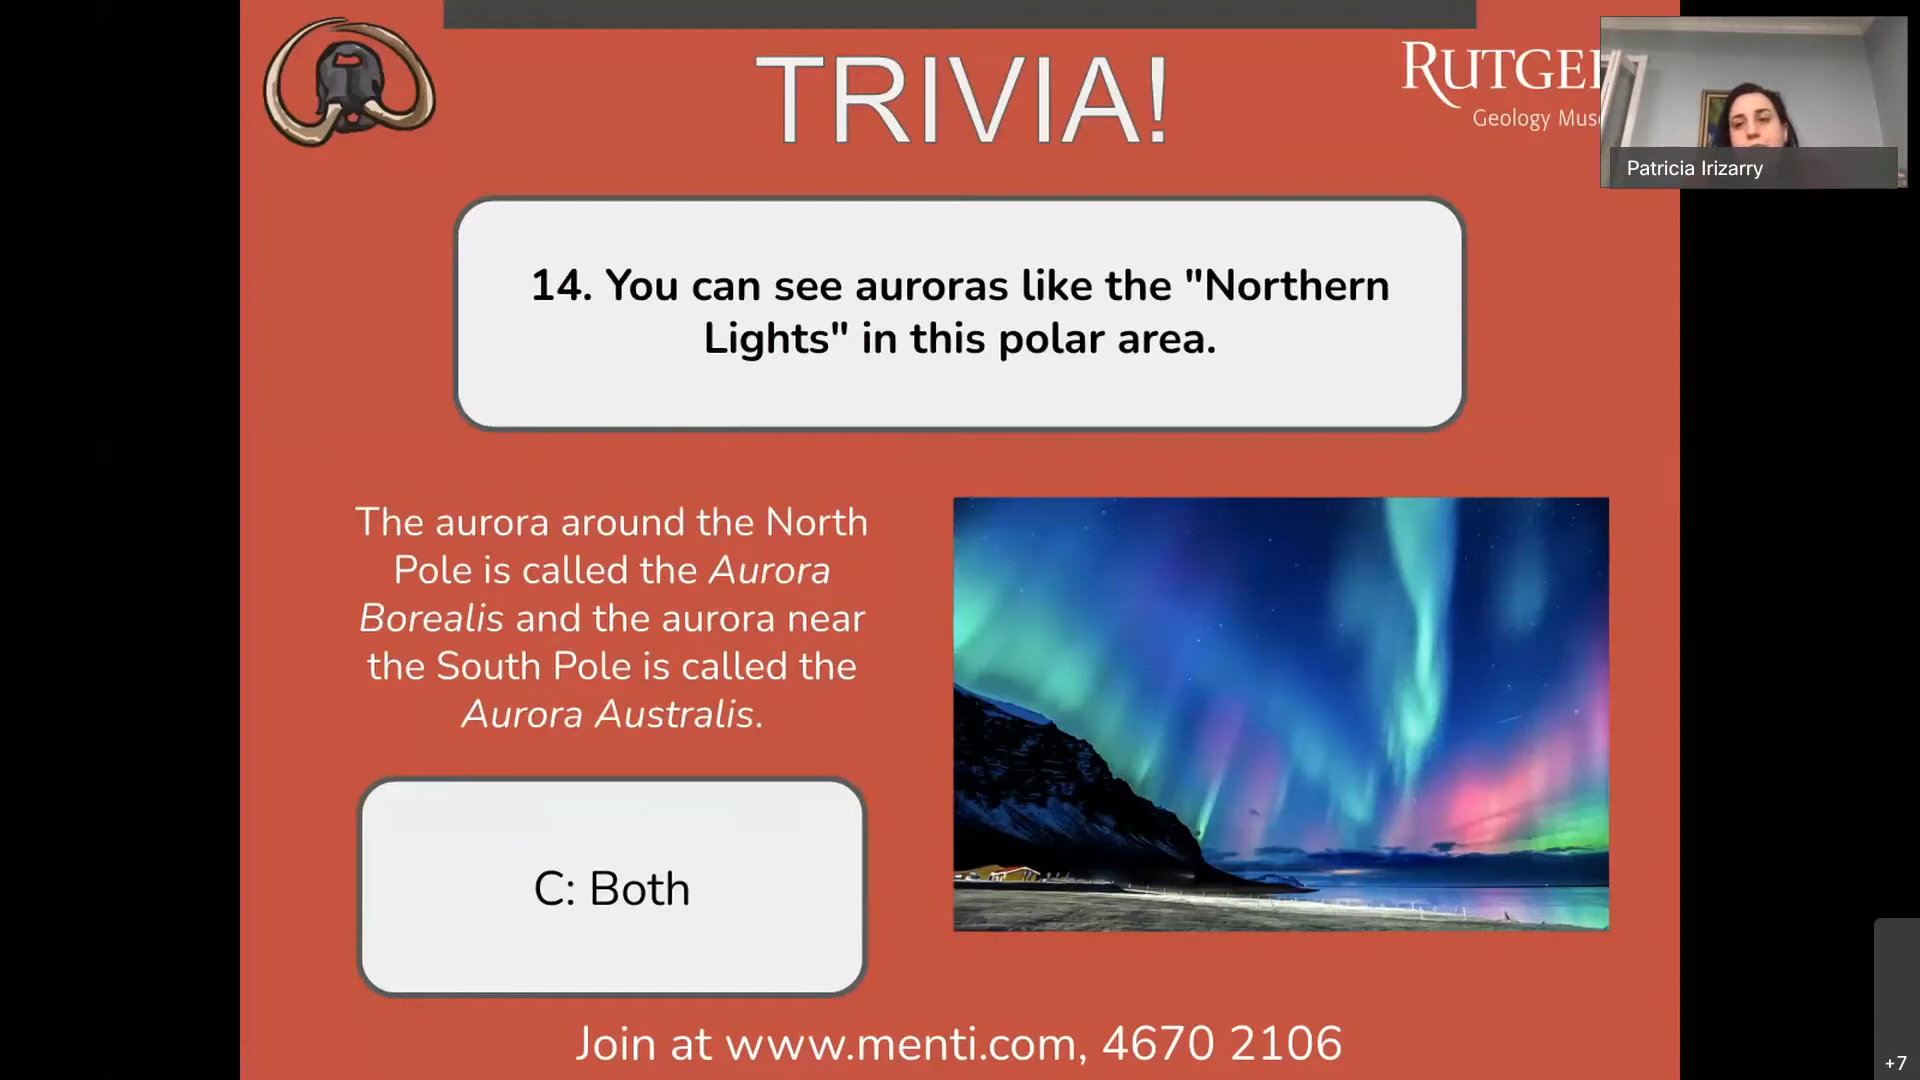 TRIVIA!
RUTGE
Geology Mus
Patricia Irizarry
14. You can see auroras like the "Northern
Lights" in this polar area.
The aurora around the North
Pole is called the Aurora
Borealis and the aurora near
the South Pole is called the
Aurora Australis.
C: Both
Join at www.menti.com, 4670 2106
+7